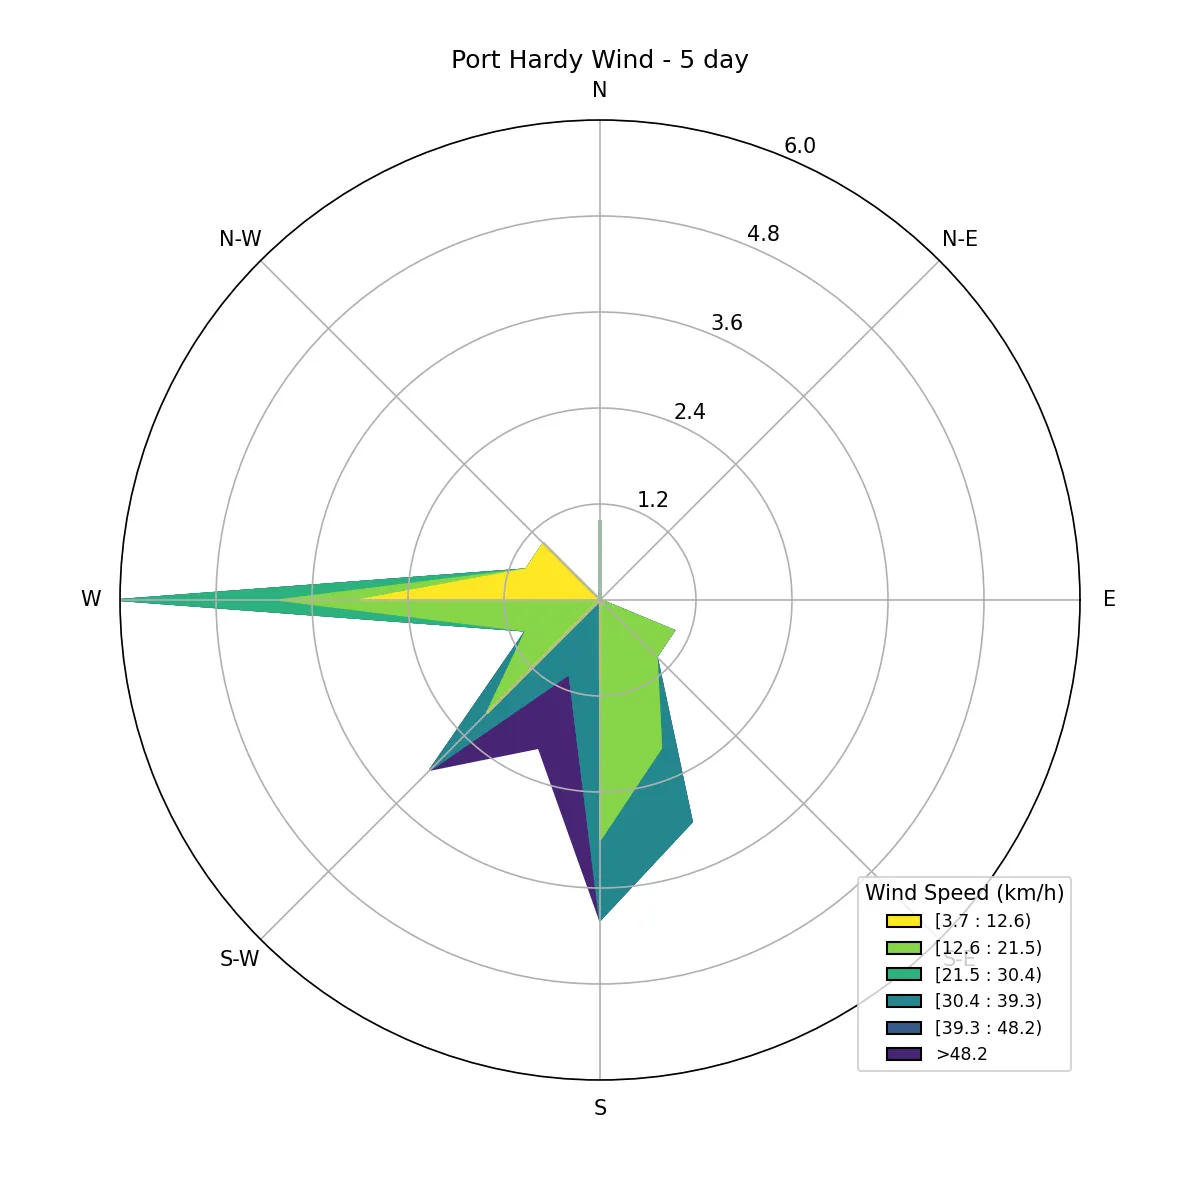 Port Hardy Wind - 5 day
N
6.0
N-W
N-E
4.8
3.6
2.4
1.2
W
E
S-W
S-E
S
Wind Speed (km/h)
[3.7 : 12.6)
[12.6 : 21.5)
[21.5 : 30.4)
[30.4 : 39.3)
[39.3 : 48.2)
>48.2